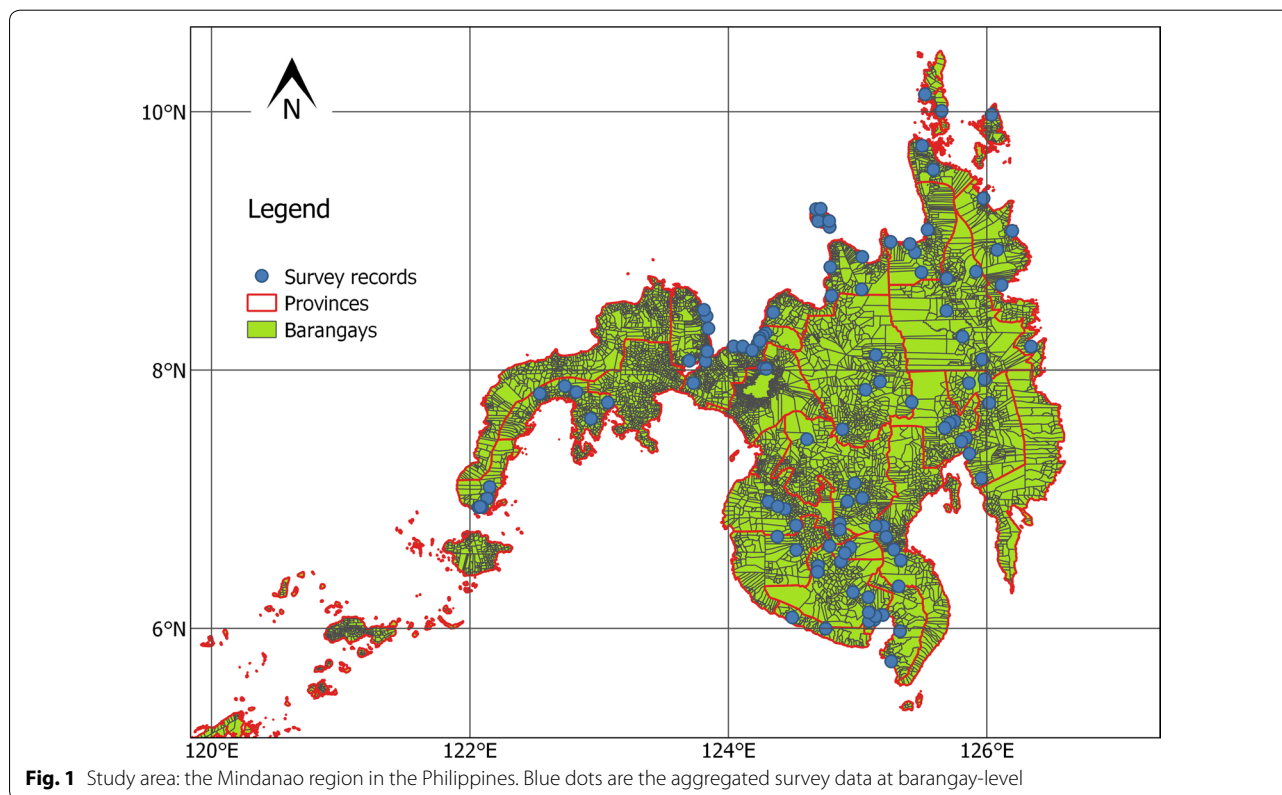 N
10°N
Legend
Survey records
Provinces
Barangays
8°N
6°N
120°E 122°E 124°E 126°E
Fig. 1 Study area: the Mindanao region in the Philippines. Blue dots are the aggregated survey data at barangay-level